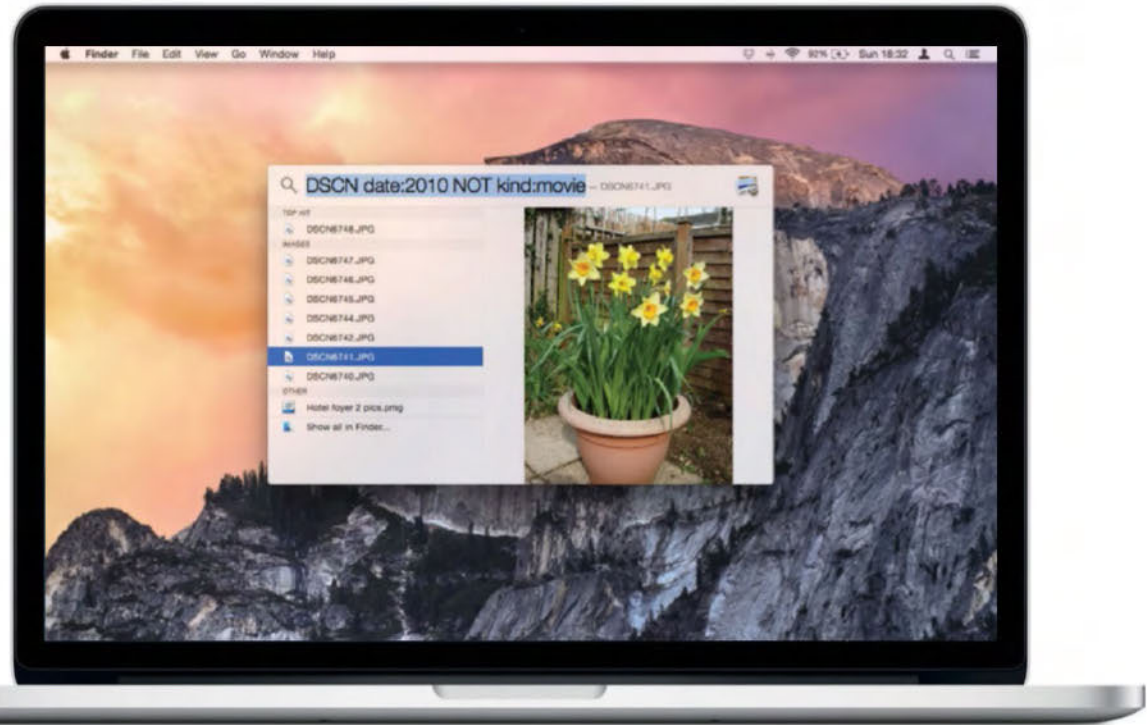 Finder File Edit View Go Window Help
92% Sun 18:32
DSCN date:2010 NOT kind:movie – DSCN6741.JPG
TOP HIT
DSCN6748.JPG
IMAGES
DSCN6747.JPG
DSCN6746.JPG
DSCN6745.JPG
DSCN6744.JPG
DSCN6742.JPG
DSCN6741.JPG
DSCN6740.JPG
OTHER
Hotel foyer 2 pics.png
Show all in Finder...